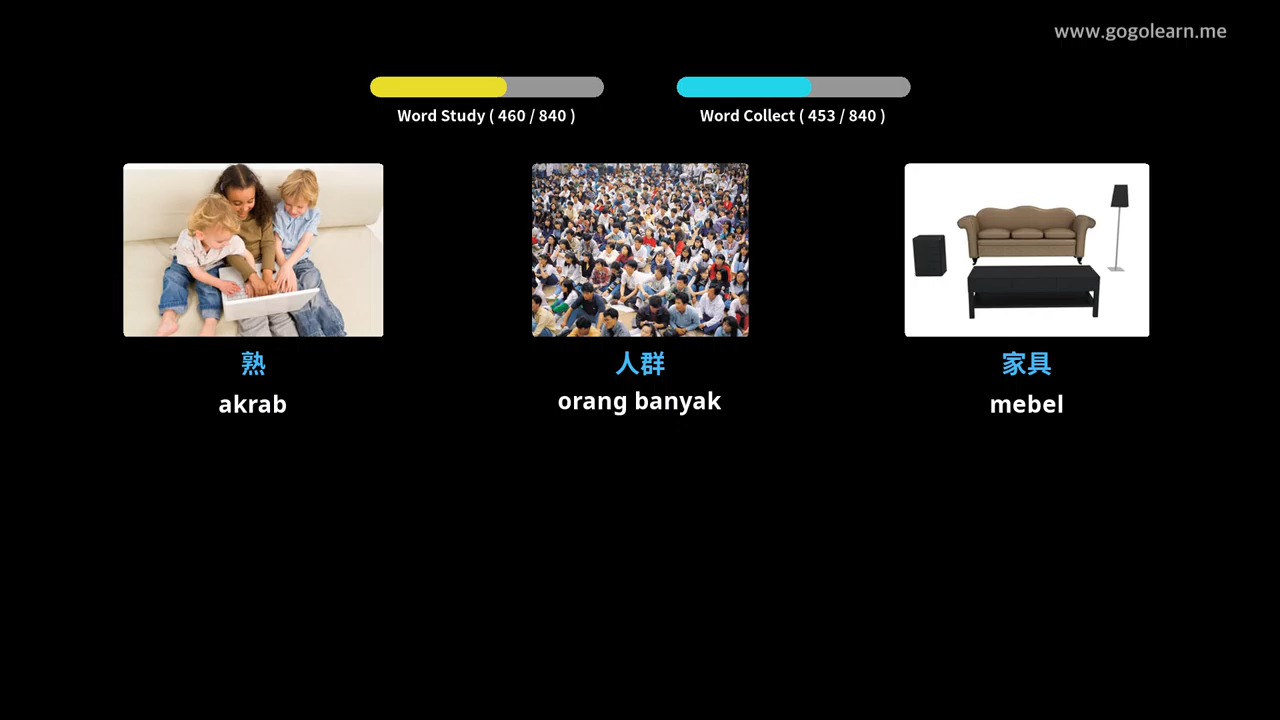 www.gogolearn.me
Word Study ( 460 / 840 )
Word Collect ( 453 / 840 )
熟
akrab
人群
orang banyak
家具
mebel